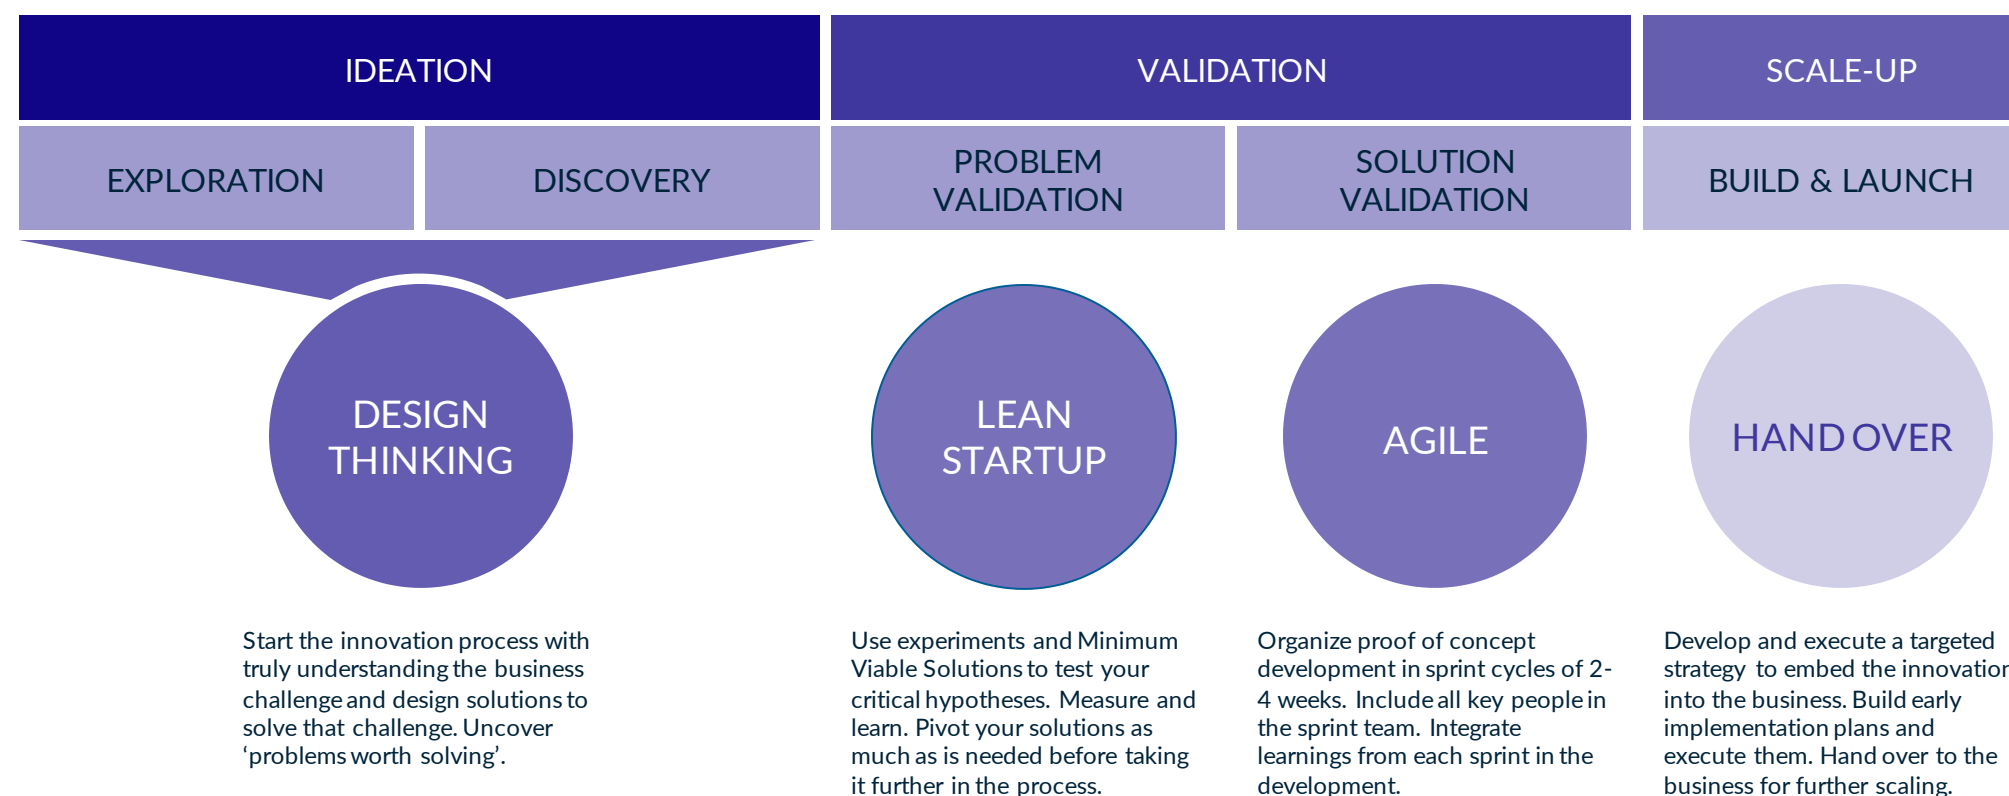 IDEATION
VALIDATION
SCALE-UP
EXPLORATION
DISCOVERY
PROBLEM
VALIDATION
SOLUTION
VALIDATION
BUILD & LAUNCH
DESIGN
THINKING
LEAN
STARTUP
AGILE
HAND OVER
Start the innovation process with
truly understanding the business
challenge and design solutions to
solve that challenge. Uncover
‘problems worth solving’.
Use experiments and Minimum
Viable Solutions to test your
critical hypotheses. Measure and
learn. Pivot your solutions as
much as is needed before taking
it further in the process.
Organize proof of concept
development in sprint cycles of 2-
4 weeks. Include all key people in
the sprint team. Integrate
learnings from each sprint in the
development.
Develop and execute a targeted
strategy to embed the innovation
into the business. Build early
implementation plans and
execute them. Hand over to the
business for further scaling.